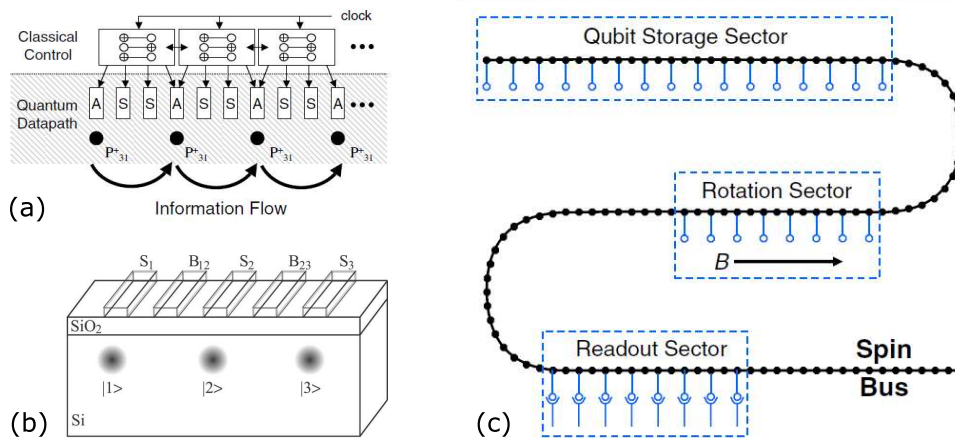 clock
Classical
Control
•••
A S S A S S A S S A •••
Quantum
Datapath
P⁺₃₁ P⁺₃₁ P⁺₃₁ P⁺₃₁
Information Flow
(a)
S₁ B₁₂ S₂ B₂₃ S₃
SiO₂
|1> |2> |3>
Si
(b)
Qubit Storage Sector
Rotation Sector
B
Readout Sector
Spin
Bus
(c)